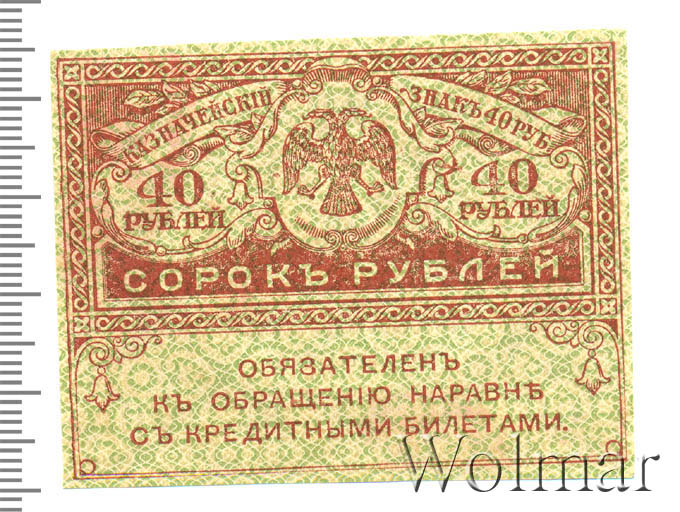 КАЗНАЧЕЙСКІЙ ЗНАКЪ 40 РУБ.
40 РУБЛЕЙ
40 РУБЛЕЙ
СОРОКЪ РУБЛЕЙ
ОБЯЗАТЕЛЕНЪ
КЪ ОБРАЩЕНІЮ НАРАВНѢ
СЪ КРЕДИТНЫМИ БИЛЕТАМИ.
Wolmar